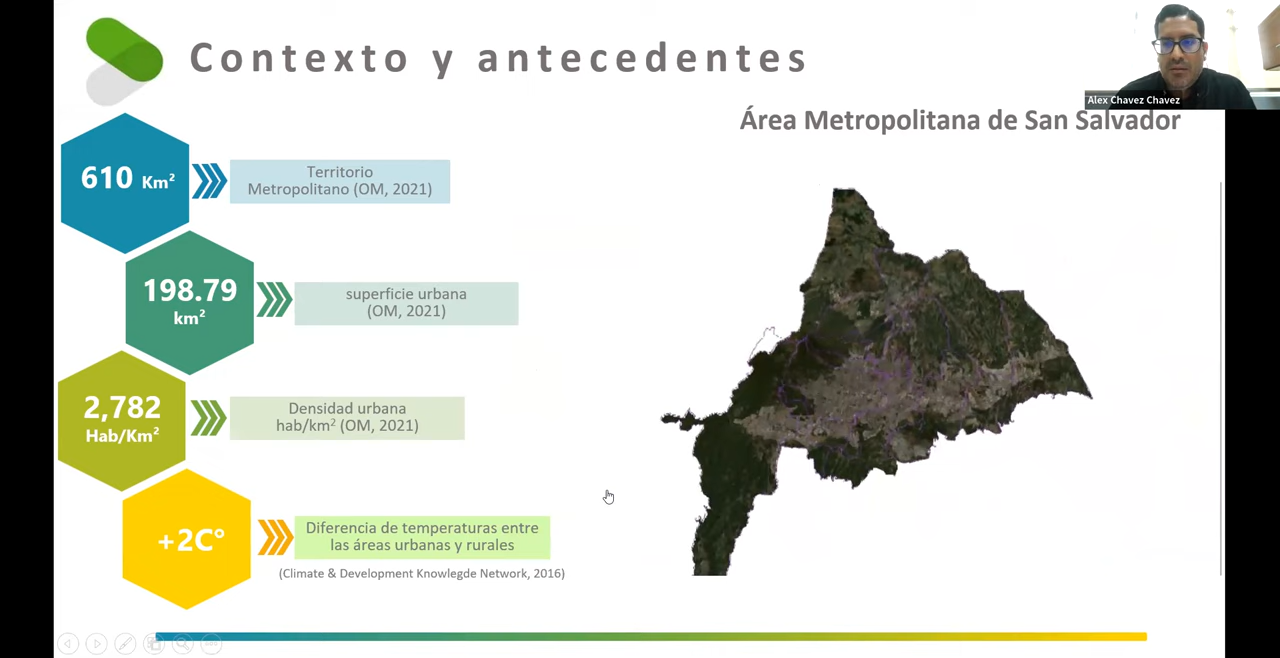 Contexto y antecedentes
Alex Chavez Chavez
Área Metropolitana de San Salvador
610 Km²
Territorio
Metropolitano (OM, 2021)
198.79
km²
superficie urbana
(OM, 2021)
2,782
Hab/Km²
Densidad urbana
hab/km² (OM, 2021)
+2C°
Diferencia de temperaturas entre
las áreas urbanas y rurales
(Climate & Development Knowlegde Network, 2016)